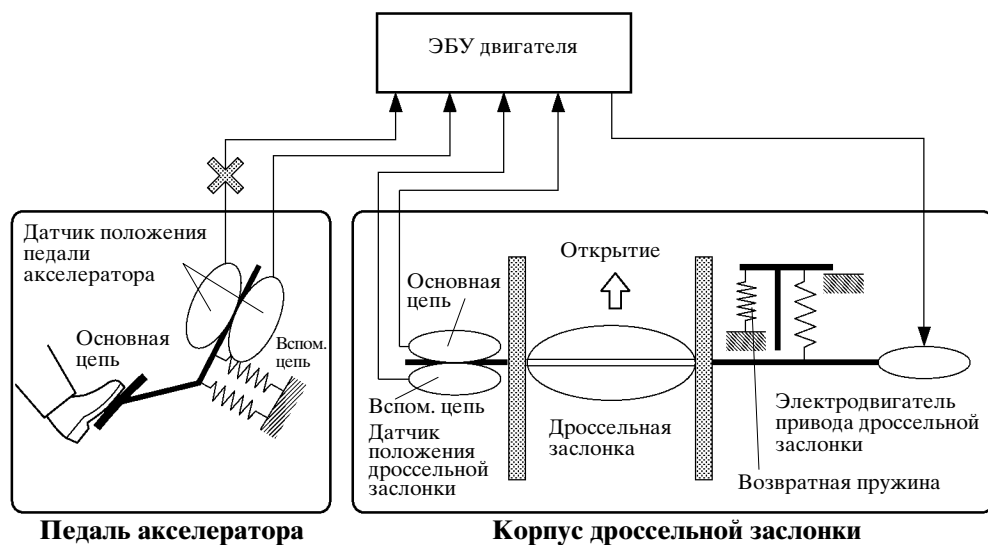 ЭБУ двигателя
Датчик положения
педали
акселератора
Основная
цепь
Вспом.
цепь
Открытие
Основная
цепь
Вспом. цепь
Датчик
положения
дроссельной
заслонки
Дроссельная
заслонка
Электродвигатель
привода дроссельной
заслонки
Возвратная пружина
Педаль акселератора
Корпус дроссельной заслонки